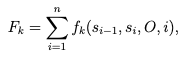 $F_k = \sum_{i=1}^{n} f_k(s_{i-1}, s_i, O, i),$